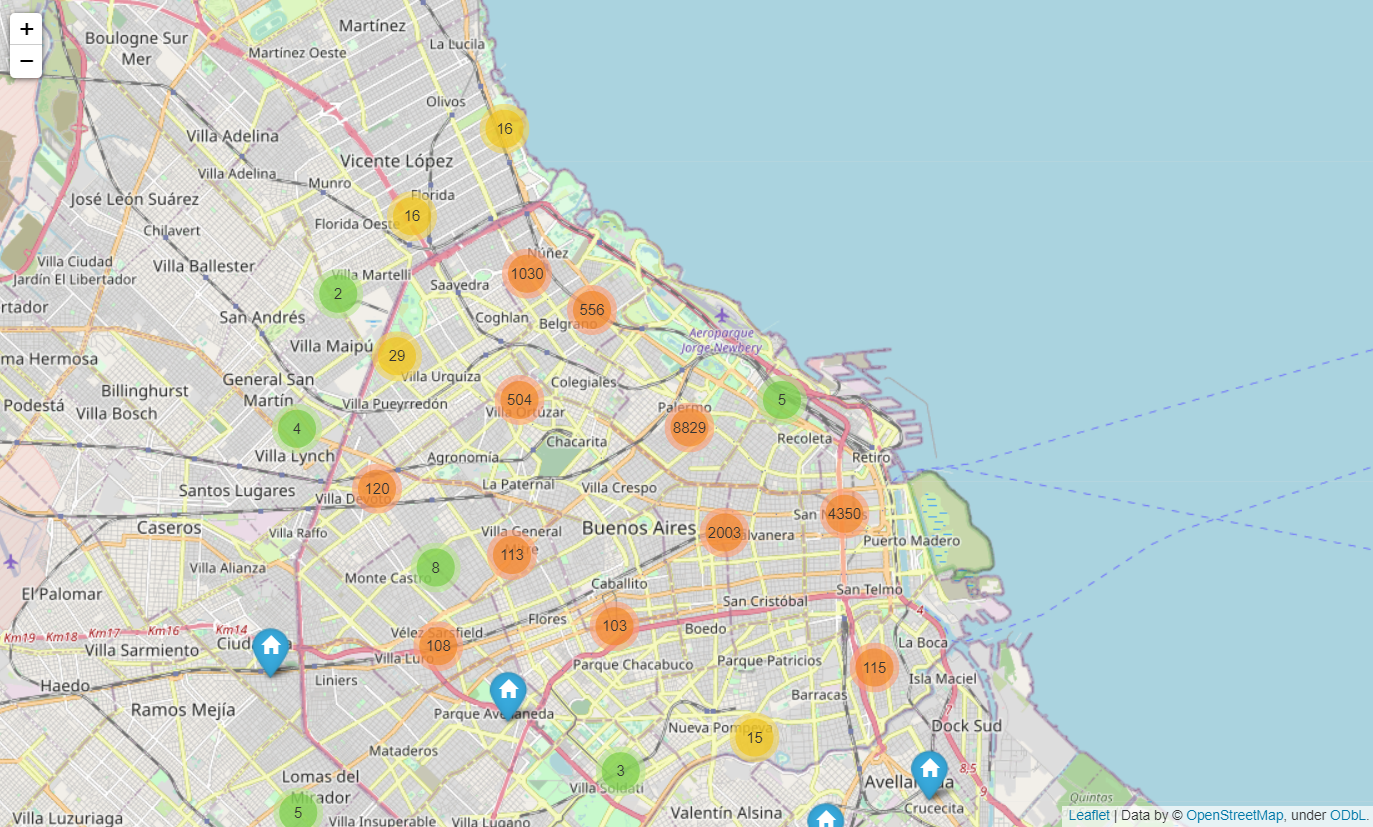 +
−
Boulogne Sur
Mer
Martínez
La Lucila
Martínez Oeste
Olivos
16
Villa Adelina
Vicente López
Villa Adelina
Munro
Florida
José León Suárez
16
Florida Oeste
Chilavert
Núñez
Villa Ciudad
Jardín El Libertador
Villa Ballester
Villa Martelli
1030
Saavedra
2
rtador
San Andrés
Coghlan
556
Belgrano
Aeroparque
Jorge Newbery
Villa Maipú
29
ma Hermosa
General San
Martín
Villa Urquiza
Colegiales
Billinghurst
Podestá
Villa Bosch
Villa Pueyrredón
504
Villa Ortúzar
Palermo
5
8829
4
Chacarita
Recoleta
Villa Lynch
Agronomía
Retiro
Santos Lugares
120
Villa Devoto
La Paternal
Villa Crespo
Caseros
Villa Raffo
Villa General
Mitre
Buenos Aires
2003
4350
Puerto Madero
113
Villa Alianza
Monte Castro
8
Caballito
El Palomar
San Cristóbal
San Telmo
4
Km19
Km18
Km17
Km16
Km14
Flores
103
Boedo
Vélez Sarsfield
108
Villa Luro
Villa Sarmiento
La Boca
Parque Chacabuco
Parque Patricios
115
Isla Maciel
Haedo
Liniers
Barracas
Ramos Mejía
Parque Avellaneda
7
Nueva Pompeya
15
Dock Sud
Mataderos
3
8,5
Lomas del
Mirador
Villa Soldati
Avellaneda
9
Quintas
Crucecita
5
Villa Luzuriaga
Villa Insuperable
Villa Lugano
Valentín Alsina
Leaflet | Data by © OpenStreetMap, under ODbL.